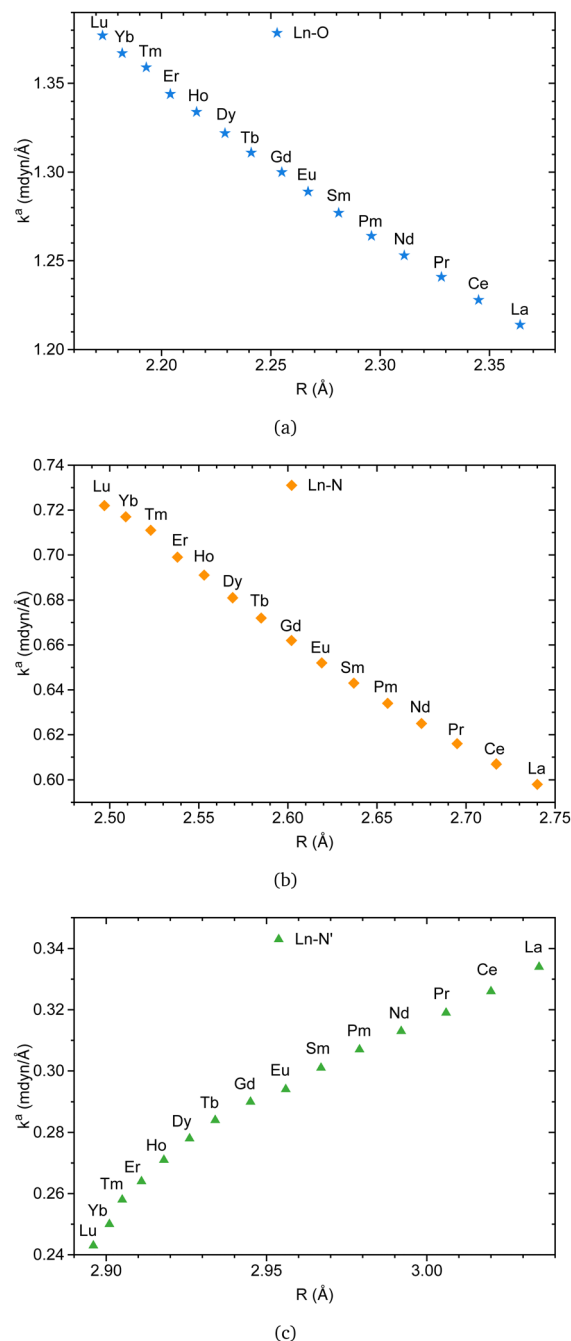 Lu
Yb
Tm
Er
Ho
Dy
Tb
Gd
Eu
Sm
Pm
Nd
Pr
Ce
La
Ln-O
1.35
1.30
1.25
1.20
kᵃ (mdyn/Å)
2.20 2.25 2.30 2.35
R (Å)
(a)
0.74
0.72
0.70
0.68
0.66
0.64
0.62
0.60
kᵃ (mdyn/Å)
Lu
Yb
Tm
Er
Ho
Dy
Tb
Gd
Eu
Sm
Pm
Nd
Pr
Ce
La
Ln-N
2.50 2.55 2.60 2.65 2.70 2.75
R (Å)
(b)
0.34
0.32
0.30
0.28
0.26
0.24
kᵃ (mdyn/Å)
Ln-N'
La
Ce
Pr
Nd
Pm
Sm
Eu
Gd
Tb
Dy
Ho
Er
Tm
Yb
Lu
2.90 2.95 3.00
R (Å)
(c)